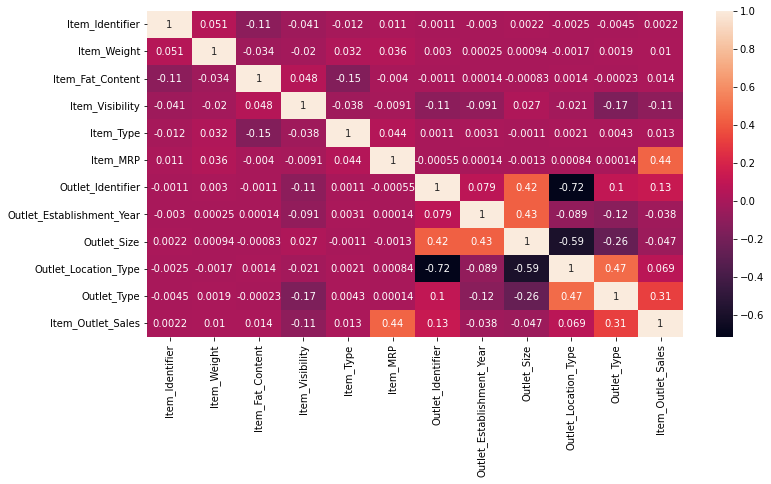 Item_Identifier 1 0.051 -0.11 -0.041 -0.012 0.011 -0.0011 -0.003 0.0022 -0.0025 -0.0045 0.0022
Item_Weight 0.051 1 -0.034 -0.02 0.032 0.036 0.003 0.00025 0.00094 -0.0017 0.0019 0.01
Item_Fat_Content -0.11 -0.034 1 0.048 -0.15 -0.004 -0.0011 0.00014 -0.00083 0.0014 -0.00023 0.014
Item_Visibility -0.041 -0.02 0.048 1 -0.038 -0.0091 -0.11 -0.091 0.027 -0.021 -0.17 -0.11
Item_Type -0.012 0.032 -0.15 -0.038 1 0.044 0.0011 0.0031 -0.0011 0.0021 0.0043 0.013
Item_MRP 0.011 0.036 -0.004 -0.0091 0.044 1 -0.00055 0.00014 -0.0013 0.00084 0.00014 0.44
Outlet_Identifier -0.0011 0.003 -0.0011 -0.11 0.0011 -0.00055 1 0.079 0.42 -0.72 0.1 0.13
Outlet_Establishment_Year -0.003 0.00025 0.00014 -0.091 0.0031 0.00014 0.079 1 0.43 -0.089 -0.12 -0.038
Outlet_Size 0.0022 0.00094 -0.00083 0.027 -0.0011 -0.0013 0.42 0.43 1 -0.59 -0.26 -0.047
Outlet_Location_Type -0.0025 -0.0017 0.0014 -0.021 0.0021 0.00084 -0.72 -0.089 -0.59 1 0.47 0.069
Outlet_Type -0.0045 0.0019 -0.00023 -0.17 0.0043 0.00014 0.1 -0.12 -0.26 0.47 1 0.31
Item_Outlet_Sales 0.0022 0.01 0.014 -0.11 0.013 0.44 0.13 -0.038 -0.047 0.069 0.31 1
Item_Identifier
Item_Weight
Item_Fat_Content
Item_Visibility
Item_Type
Item_MRP
Outlet_Identifier
Outlet_Establishment_Year
Outlet_Size
Outlet_Location_Type
Outlet_Type
Item_Outlet_Sales
1.0
0.8
0.6
0.4
0.2
0.0
-0.2
-0.4
-0.6